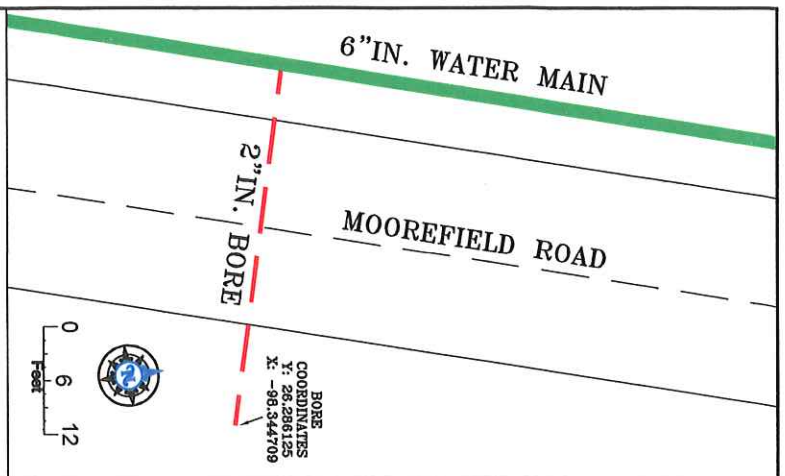 6"IN. WATER MAIN
2"IN. BORE
MOOREFIELD ROAD
BORE
COORDINATES
Y: 26.286125
X: -98.344709
N
0 6 12
Feet